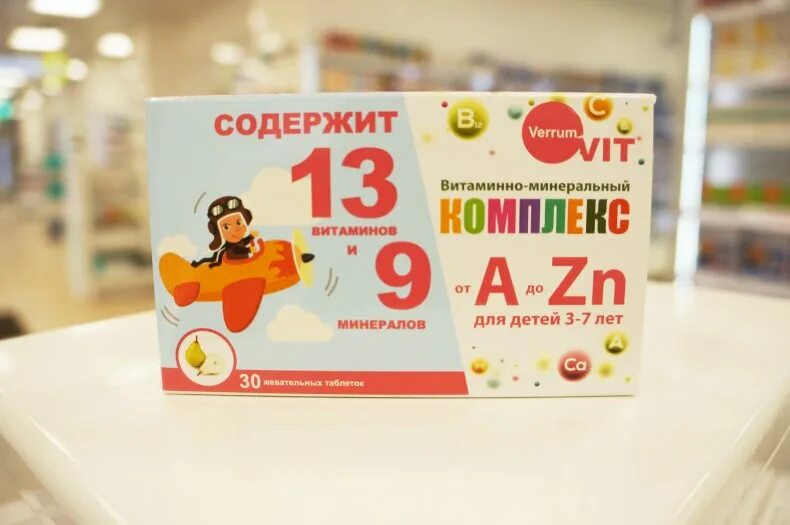 СОДЕРЖИТ
13
ВИТАМИНОВ
И
9
МИНЕРАЛОВ
30 жевательных таблеток
B12
C
Verrum
VIT
Витаминно-минеральный
КОМПЛЕКС
от A до Zn
для детей 3-7 лет
A
Ca